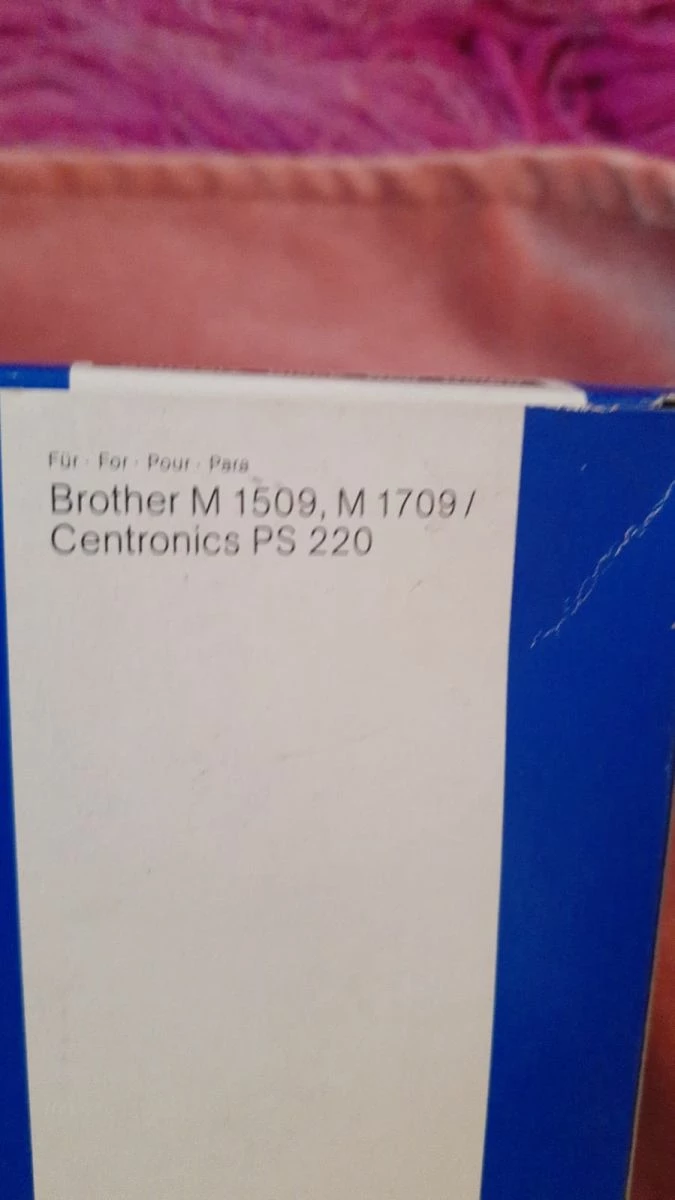 Für · For · Pour · Para
Brother M 1509, M 1709 /
Centronics PS 220